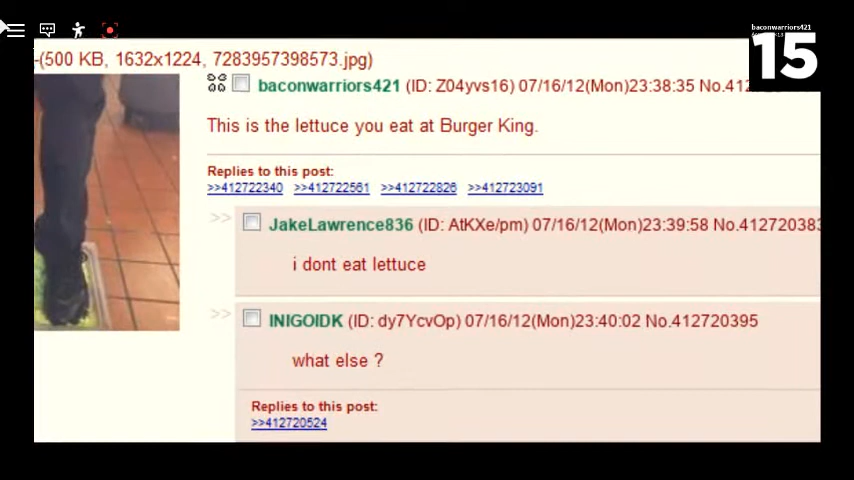 baconwarriors421
15
-(500 KB, 1632x1224, 7283957398573.jpg)
baconwarriors421 (ID: Z04yvs16) 07/16/12(Mon)23:38:35 No.412
This is the lettuce you eat at Burger King.
Replies to this post:
>>412722340 >>412722561 >>412722826 >>412723091
>> JakeLawrence836 (ID: AtKXe/pm) 07/16/12(Mon)23:39:58 No.412720383
i dont eat lettuce
>> INIGOIDK (ID: dy7YcvOp) 07/16/12(Mon)23:40:02 No.412720395
what else ?
Replies to this post:
>>412720524